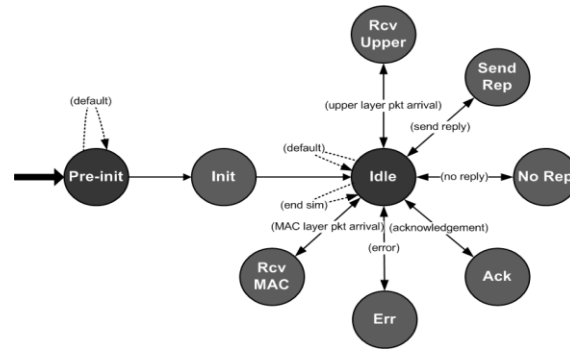 Rcv
Upper
Send
Rep
(default)
(upper layer pkt arrival)
(send reply)
(default)
Pre-init
Init
Idle
(no reply)
No Rep
(end sim)
(MAC layer pkt arrival)
(acknowledgement)
(error)
Rcv
MAC
Ack
Err